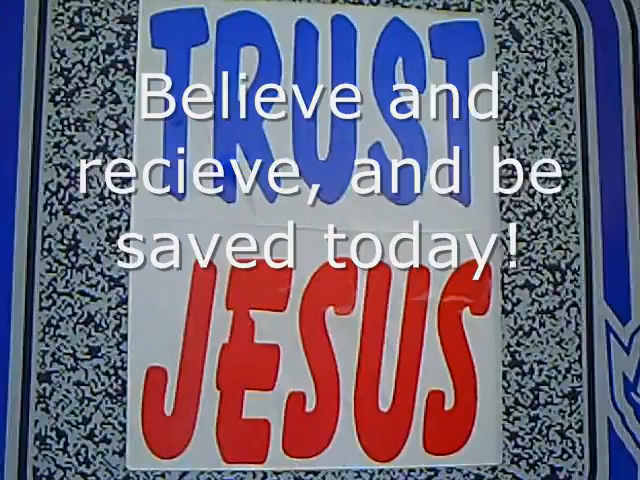 TRUST
Believe and
recieve, and be
saved today!
JESUS